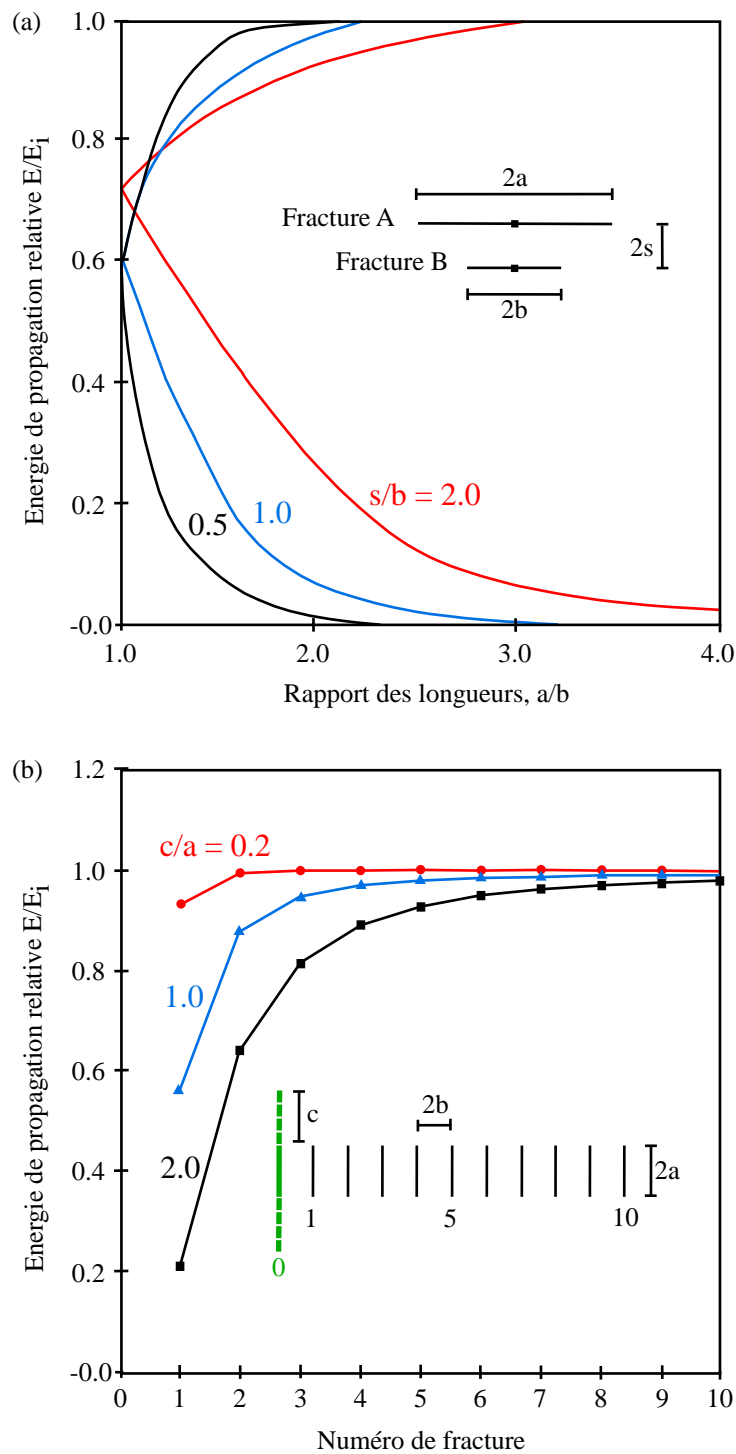 (a)
Energie de propagation relative E/Ei
1.0
0.8
0.6
0.4
0.2
-0.0
1.0
2.0
3.0
4.0
Rapport des longueurs, a/b
2a
Fracture A
2s
Fracture B
2b
s/b = 2.0
1.0
0.5
(b)
Energie de propagation relative E/Ei
1.2
1.0
0.8
0.6
0.4
0.2
-0.0
0
1
2
3
4
5
6
7
8
9
10
Numéro de fracture
c/a = 0.2
1.0
2.0
c
2b
2a
1
5
10
0